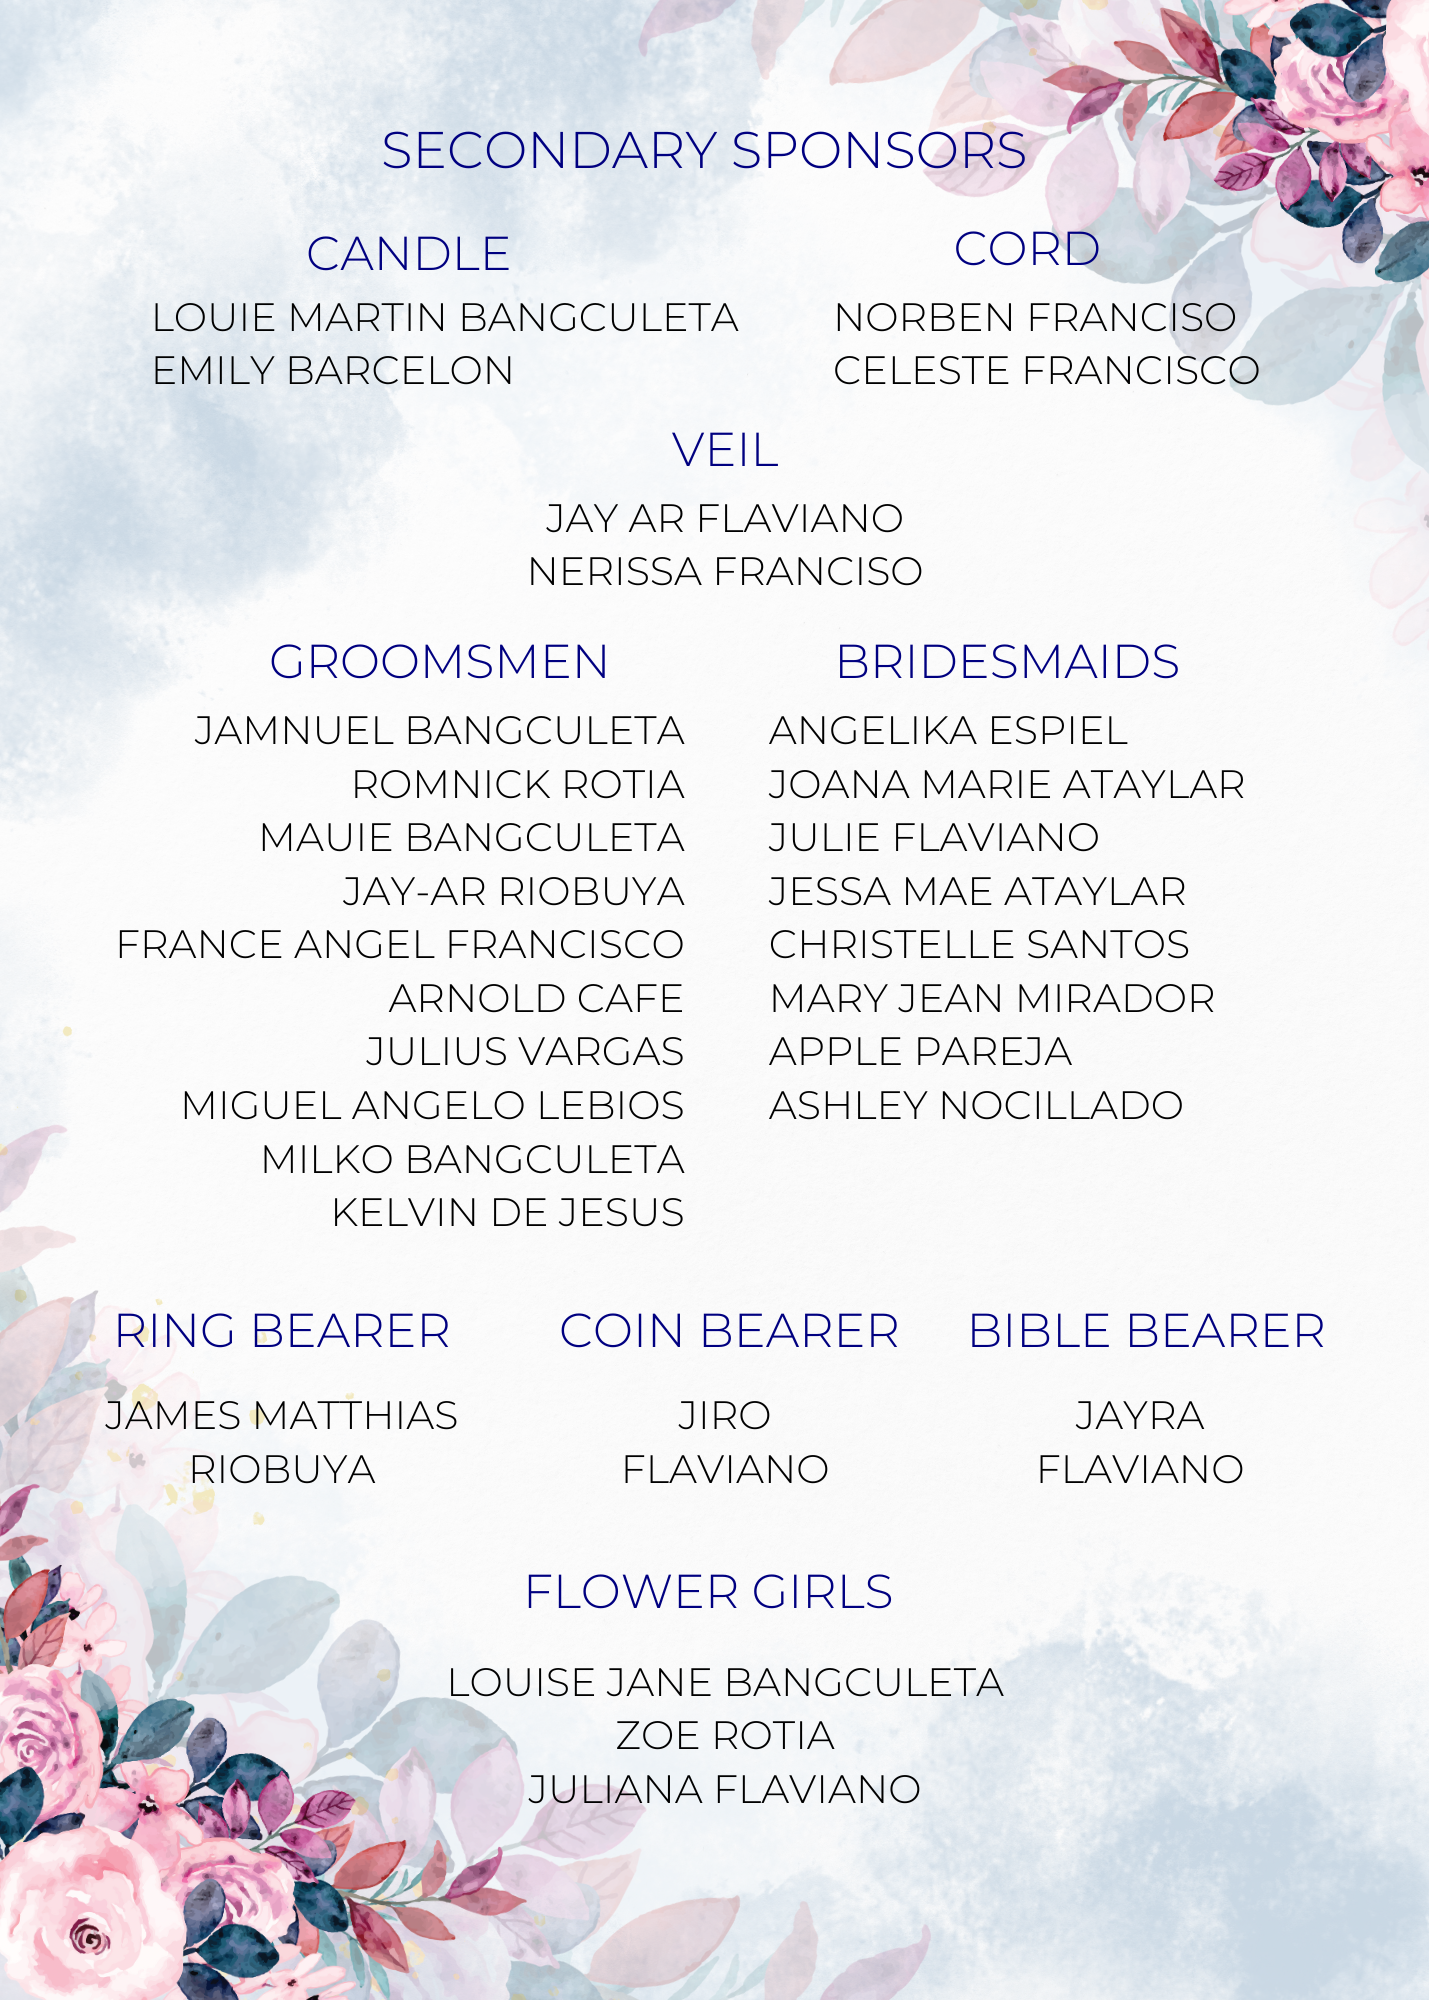 SECONDARY SPONSORS
CANDLE
LOUIE MARTIN BANGCULETA
EMILY BARCELON
CORD
NORBEN FRANCISO
CELESTE FRANCISCO
VEIL
JAY AR FLAVIANO
NERISSA FRANCISO
GROOMSMEN
JAMNUEL BANGCULETA
ROMNICK ROTIA
MAUIE BANGCULETA
JAY-AR RIOBUYA
FRANCE ANGEL FRANCISCO
ARNOLD CAFE
JULIUS VARGAS
MIGUEL ANGELO LEBIOS
MILKO BANGCULETA
KELVIN DE JESUS
BRIDESMAIDS
ANGELIKA ESPIEL
JOANA MARIE ATAYLAR
JULIE FLAVIANO
JESSA MAE ATAYLAR
CHRISTELLE SANTOS
MARY JEAN MIRADOR
APPLE PAREJA
ASHLEY NOCILLADO
RING BEARER
JAMES MATTHIAS
RIOBUYA
COIN BEARER
JIRO
FLAVIANO
BIBLE BEARER
JAYRA
FLAVIANO
FLOWER GIRLS
LOUISE JANE BANGCULETA
ZOE ROTIA
JULIANA FLAVIANO